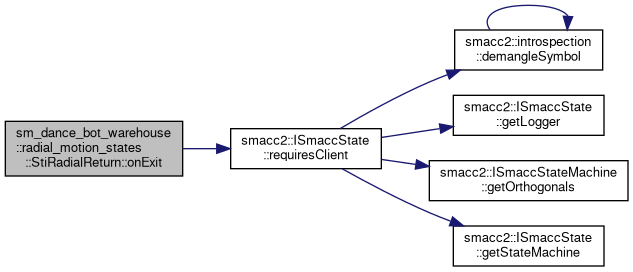 sm_dance_bot_warehouse
::radial_motion_states
::StiRadialReturn::onExit
smacc2::ISmaccState
::requiresClient
smacc2::introspection
::demangleSymbol
smacc2::ISmaccState
::getLogger
smacc2::ISmaccStateMachine
::getOrthogonals
smacc2::ISmaccState
::getStateMachine